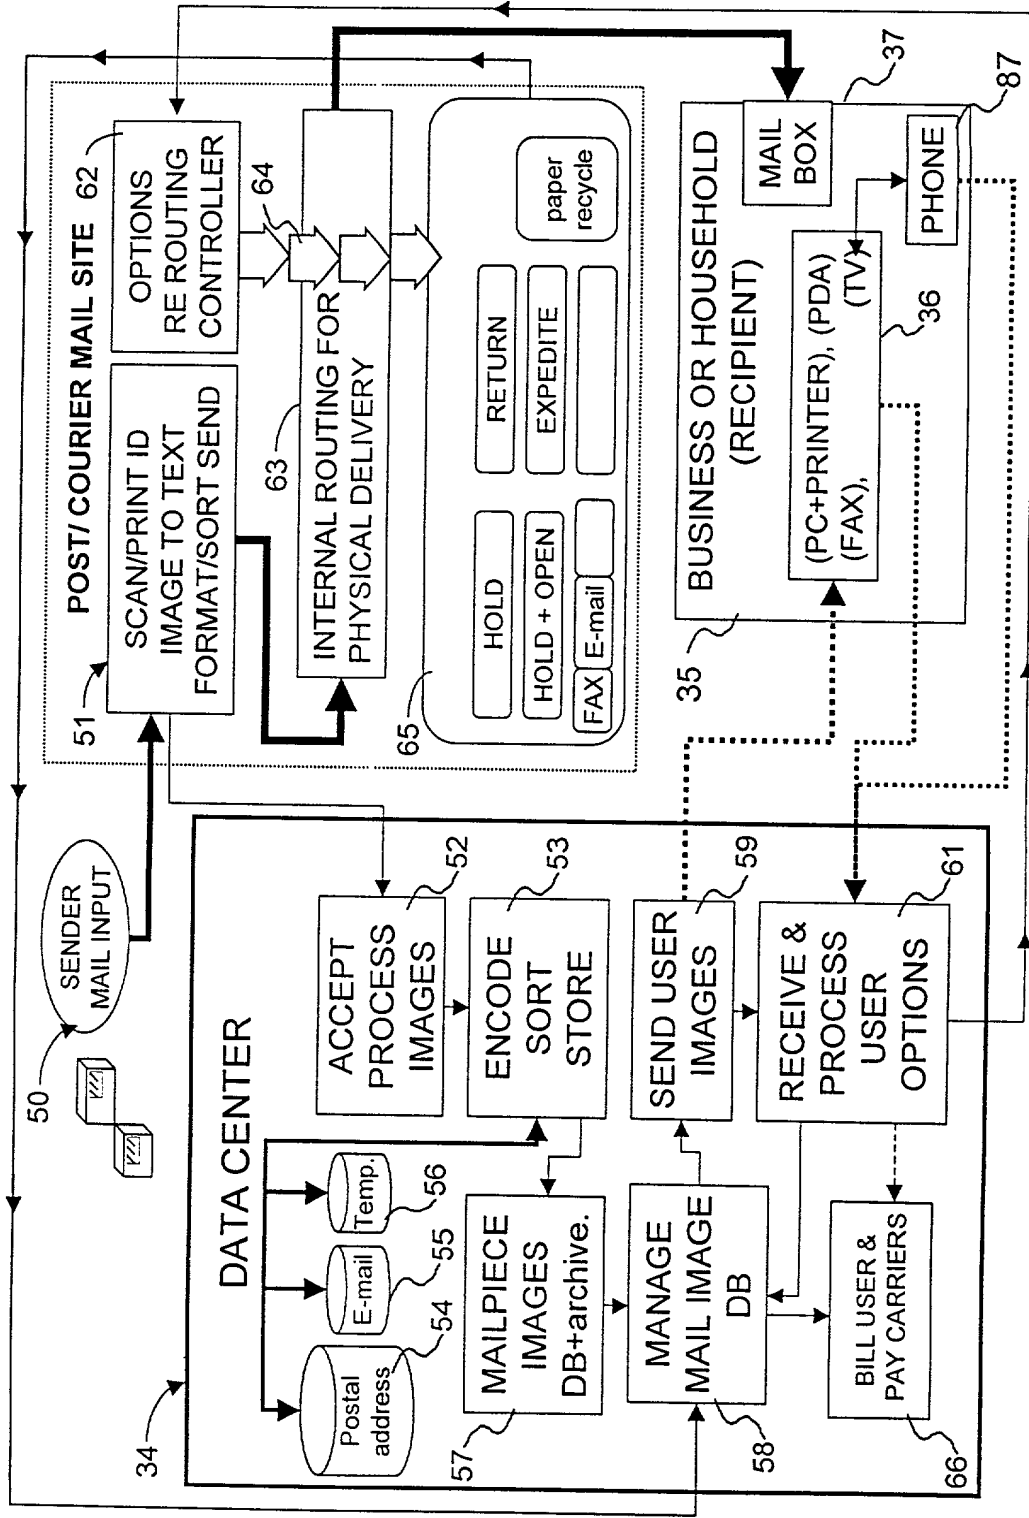 50
SENDER
MAIL INPUT
POST/ COURIER MAIL SITE
51
SCAN/PRINT ID
IMAGE TO TEXT
FORMAT/SORT SEND
62
OPTIONS
RE ROUTING
CONTROLLER
63
64
INTERNAL ROUTING FOR
PHYSICAL DELIVERY
65
HOLD
RETURN
HOLD + OPEN
EXPEDITE
FAX
E-mail
paper
recycle
34
DATA CENTER
Postal
address
54
E-mail
55
Temp.
56
ACCEPT
PROCESS
IMAGES
52
ENCODE
SORT
STORE
53
57
MAILPIECE
IMAGES
DB+archive.
58
MANAGE
MAIL IMAGE
DB
SEND USER
IMAGES
59
RECEIVE &
PROCESS
USER
OPTIONS
61
66
BILL USER &
PAY CARRIERS
35
BUSINESS OR HOUSEHOLD
(RECIPIENT)
MAIL
BOX
37
(PC+PRINTER), (PDA)
(FAX), (TV)
36
PHONE
87